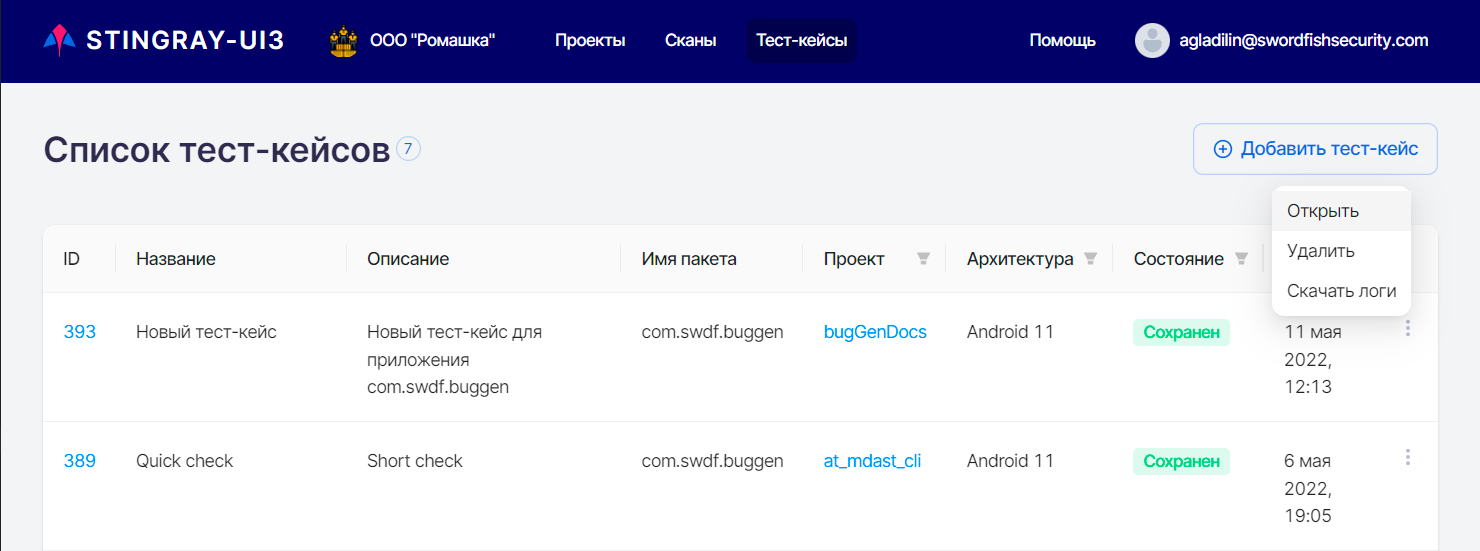 STINGRAY-UI3 ООО "Ромашка" Проекты Сканы Тест-кейсы Помощь agladilin@swordfishsecurity.com
Список тест-кейсов 7
Добавить тест-кейс
Открыть
Удалить
Скачать логи
ID Название Описание Имя пакета Проект Архитектура Состояние
393 Новый тест-кейс Новый тест-кейс для com.swdf.buggen bugGenDocs Android 11 Сохранен 11 мая
приложения 2022,
com.swdf.buggen 12:13
389 Quick check Short check com.swdf.buggen at_mdast_cli Android 11 Сохранен 6 мая
2022,
19:05